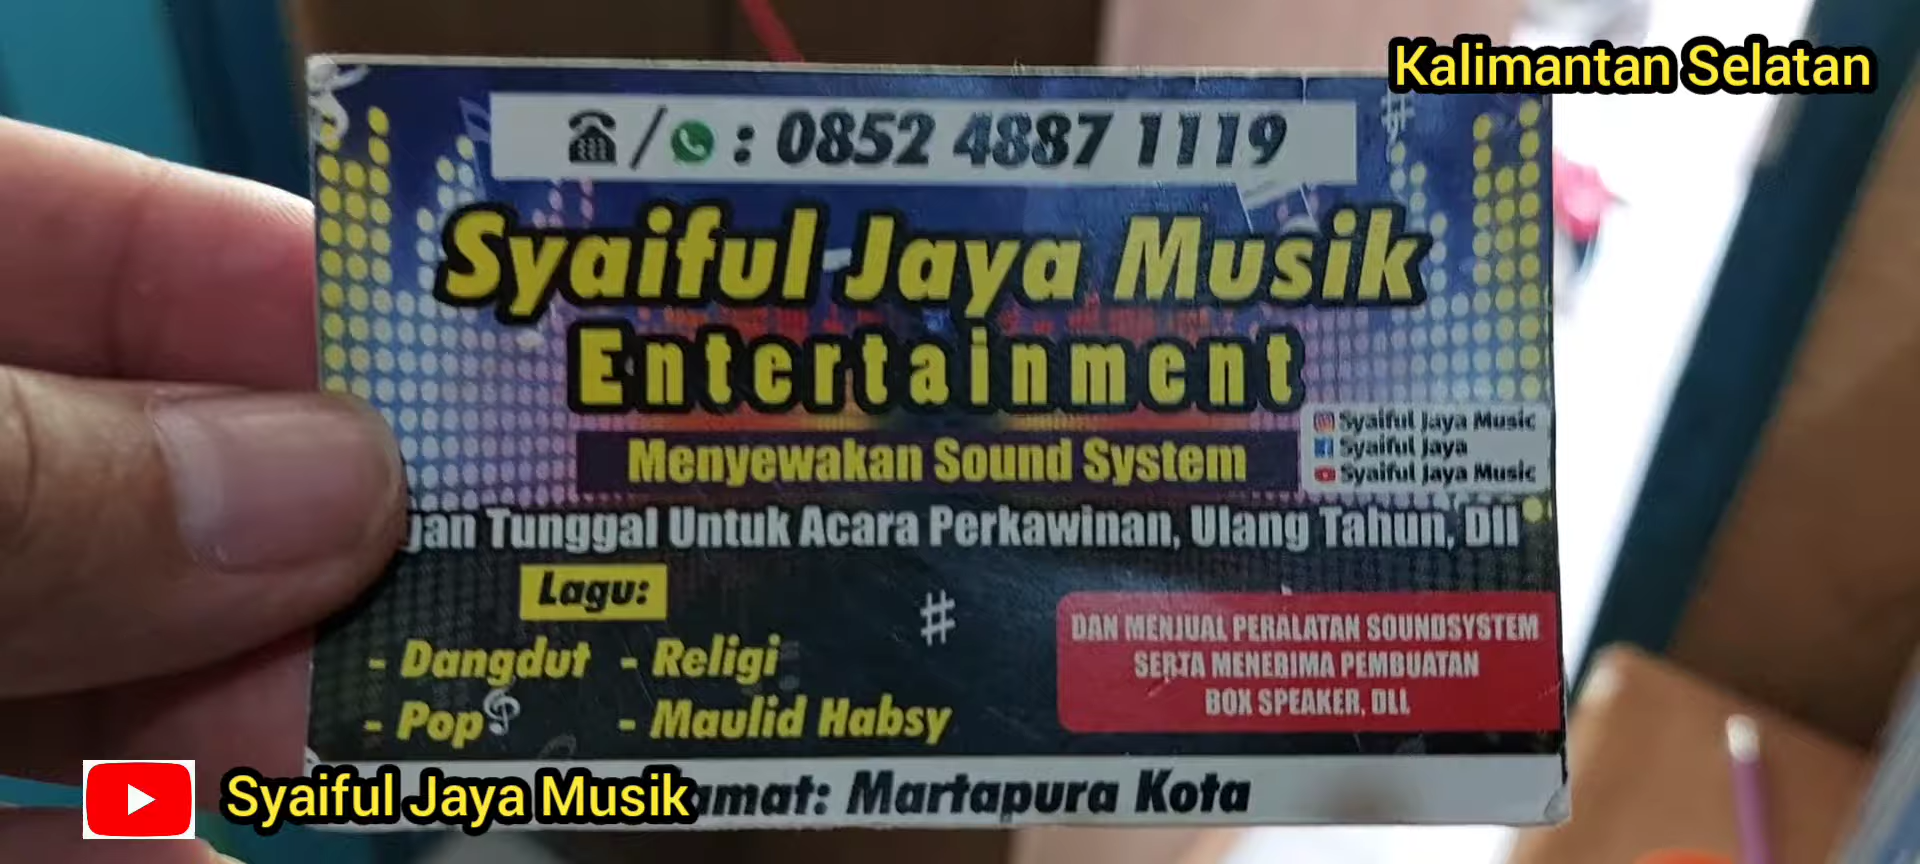 Kalimantan Selatan
: 0852 4887 1119
Syaiful Jaya Musik
Entertainment
Menyewakan Sound System
Syaiful Jaya Music
Syaiful Jaya
Syaiful Jaya Music
Tunggal Untuk Acara Perkawinan, Ulang Tahun, Dll
Lagu:
- Dangdut - Religi
- Pop - Maulid Habsy
DAN MENJUAL PERALATAN SOUNDSYSTEM
SERTA MENERIMA PEMBUATAN
BOX SPEAKER, DLL
Syaiful Jaya Musik
amat: Martapura Kota